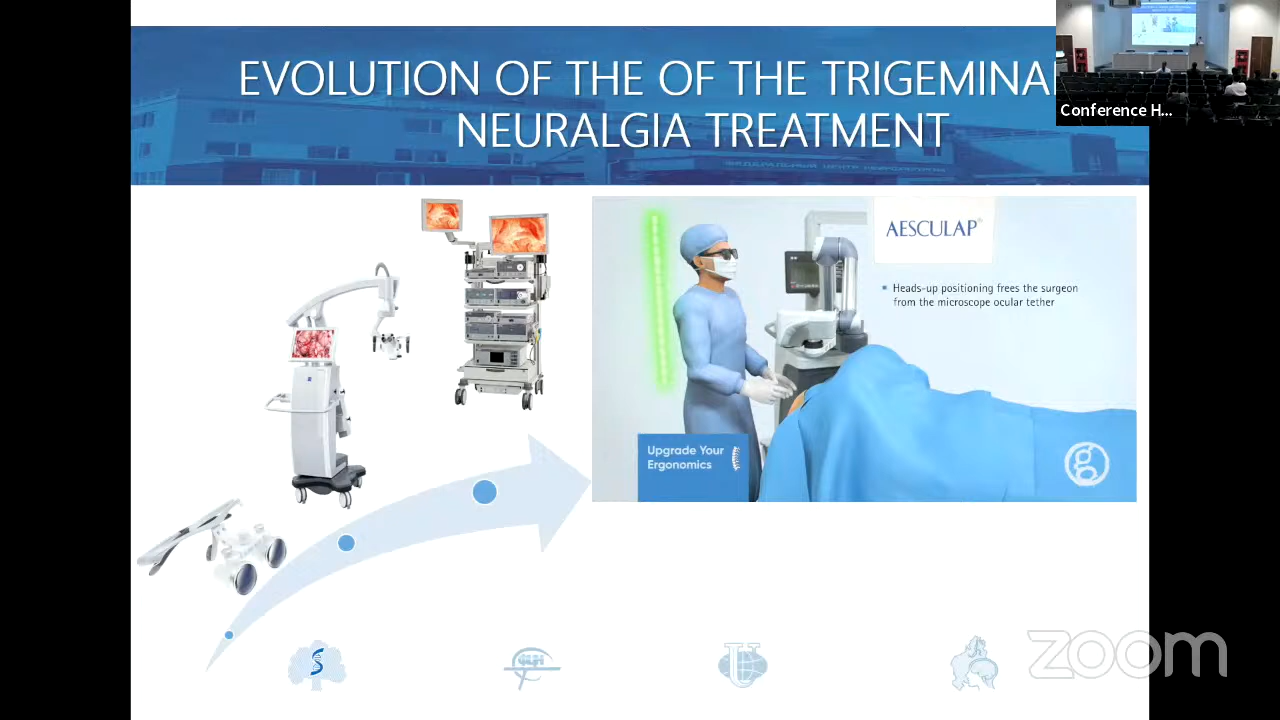 EVOLUTION OF THE OF THE TRIGEMINA
NEURALGIA TREATMENT
Conference H...
AESCULAP®
Heads-up positioning frees the surgeon
from the microscope ocular tether
Upgrade Your
Ergonomics
g
zoom